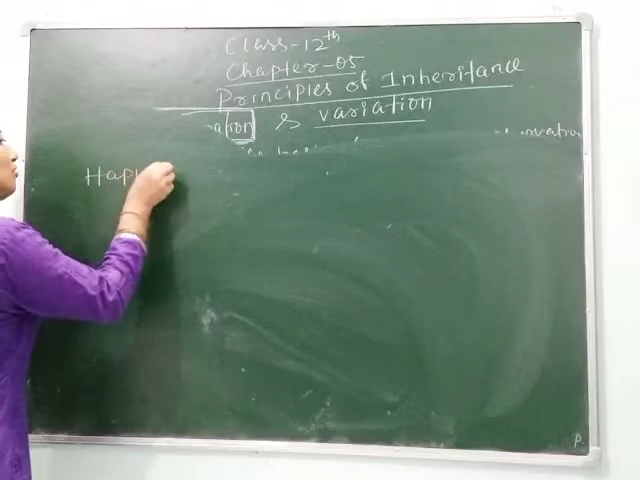 Class-12th
Chapter-05
Principles of Inheritance
& variation
Hap
P